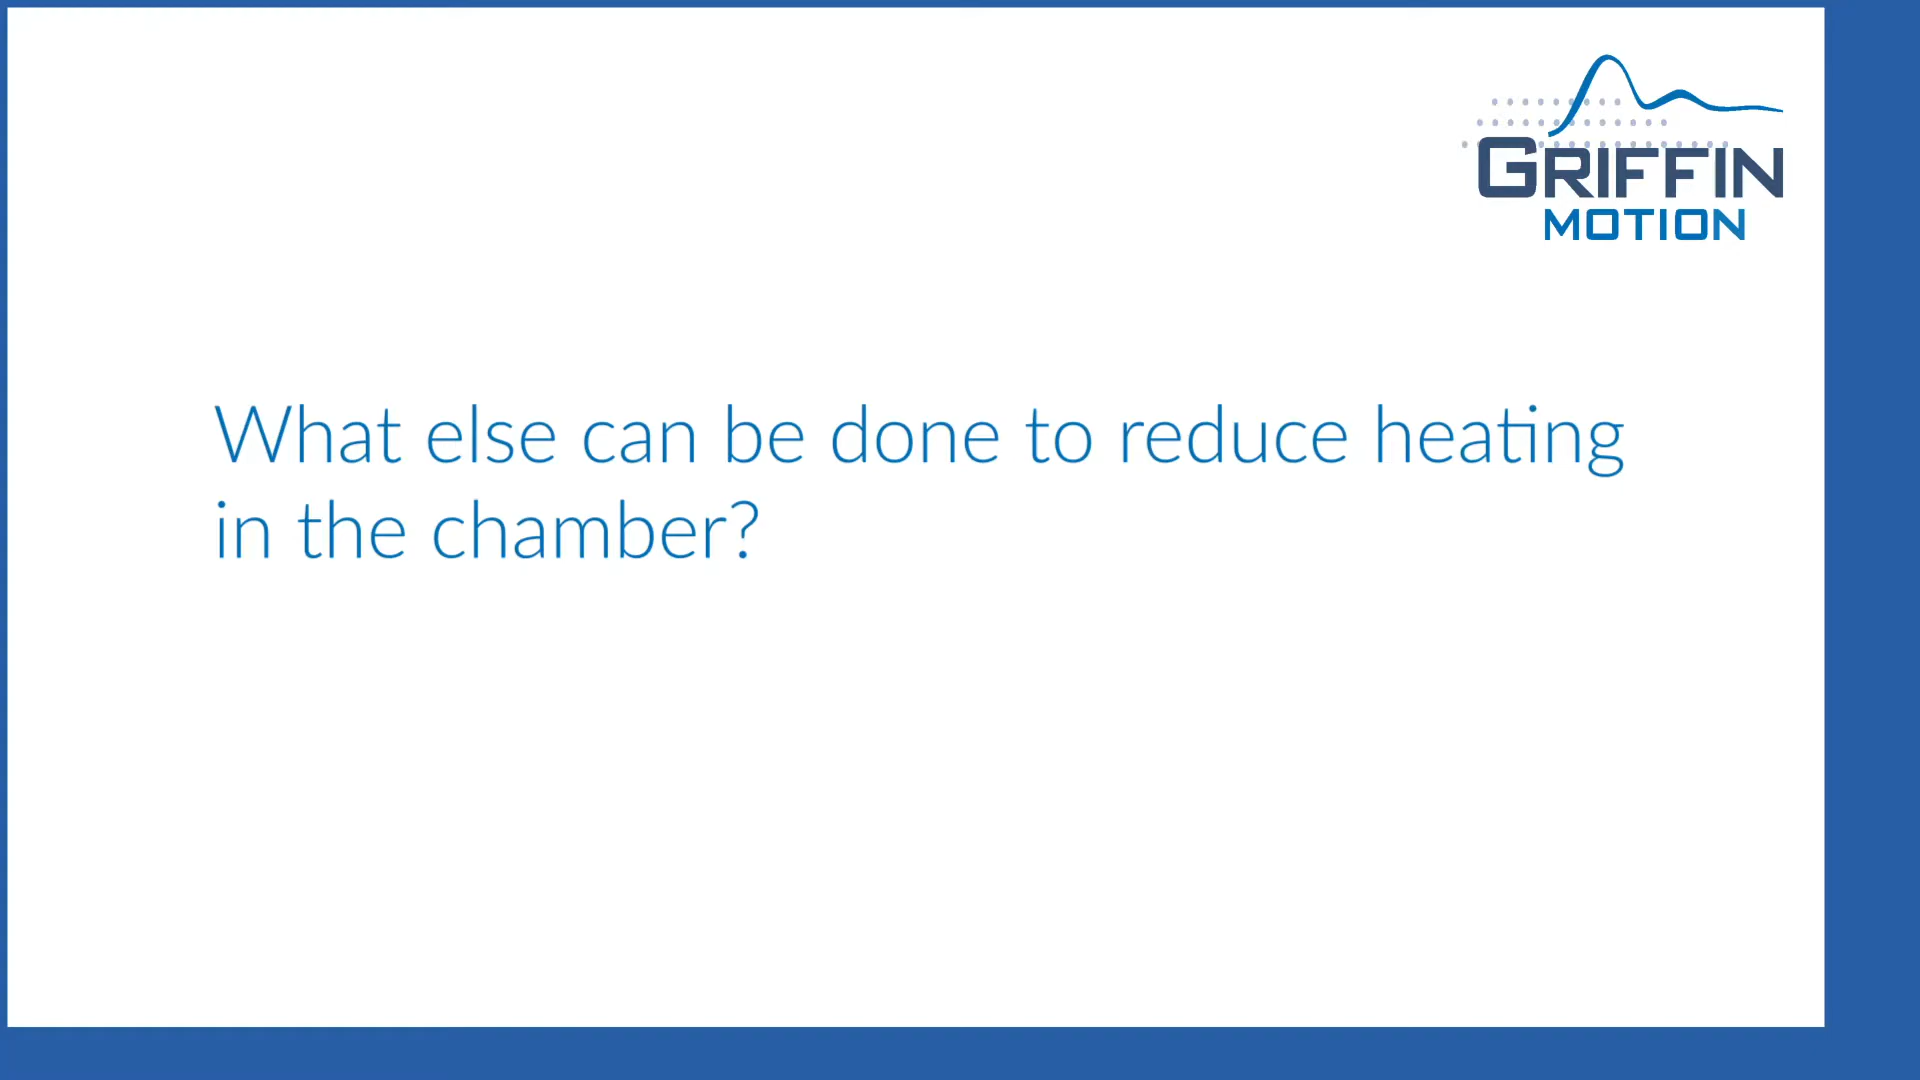 GRIFFIN
MOTION
What else can be done to reduce heating
in the chamber?